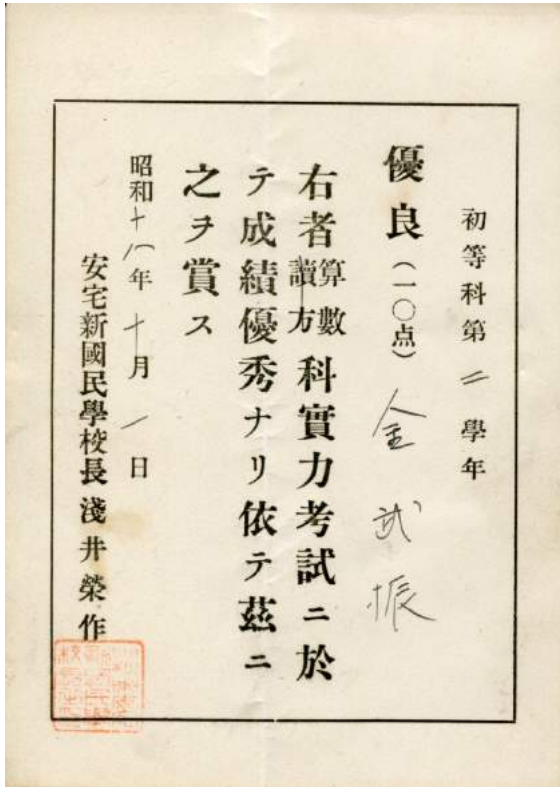 初等科第二學年
優良(一〇点) 金武振
右者算數讀方科實力考試ニ於
テ成績優秀ナリ依テ茲ニ
之ヲ賞ス
昭和十八年十月一日
安宅新國民學校長淺井榮作